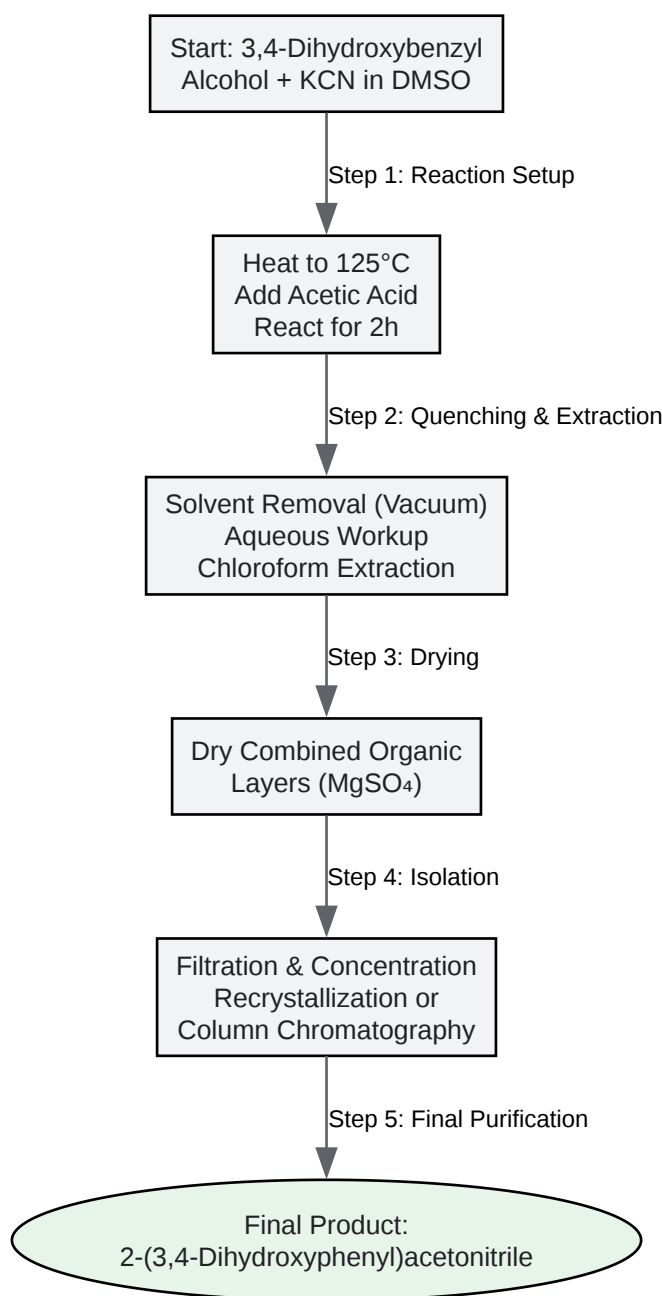 Start: 3,4-Dihydroxybenzyl
Alcohol + KCN in DMSO
Step 1: Reaction Setup
Heat to 125°C
Add Acetic Acid
React for 2h
Step 2: Quenching & Extraction
Solvent Removal (Vacuum)
Aqueous Workup
Chloroform Extraction
Step 3: Drying
Dry Combined Organic
Layers (MgSO₄)
Step 4: Isolation
Filtration & Concentration
Recrystallization or
Column Chromatography
Step 5: Final Purification
Final Product:
2-(3,4-Dihydroxyphenyl)acetonitrile